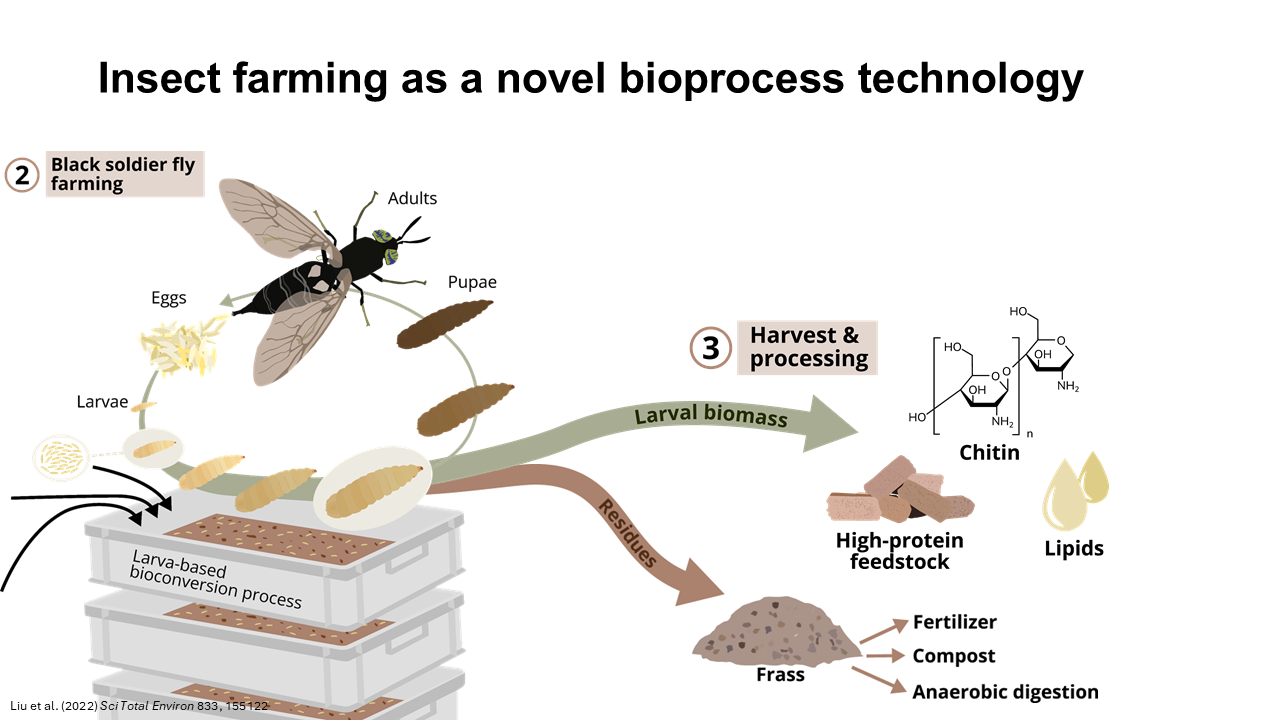 Insect farming as a novel bioprocess technology
2
Black soldier fly
farming
Adults
Pupae
Eggs
Larvae
Larva-based
bioconversion process
Larval biomass
Residues
3
Harvest &
processing
HO
HO
O
OH
NH₂
O
HO
O
OH
NH₂
n
Chitin
High-protein
feedstock
Lipids
Frass
Fertilizer
Compost
Anaerobic digestion
Liu et al. (2022) Sci Total Environ 833, 155122